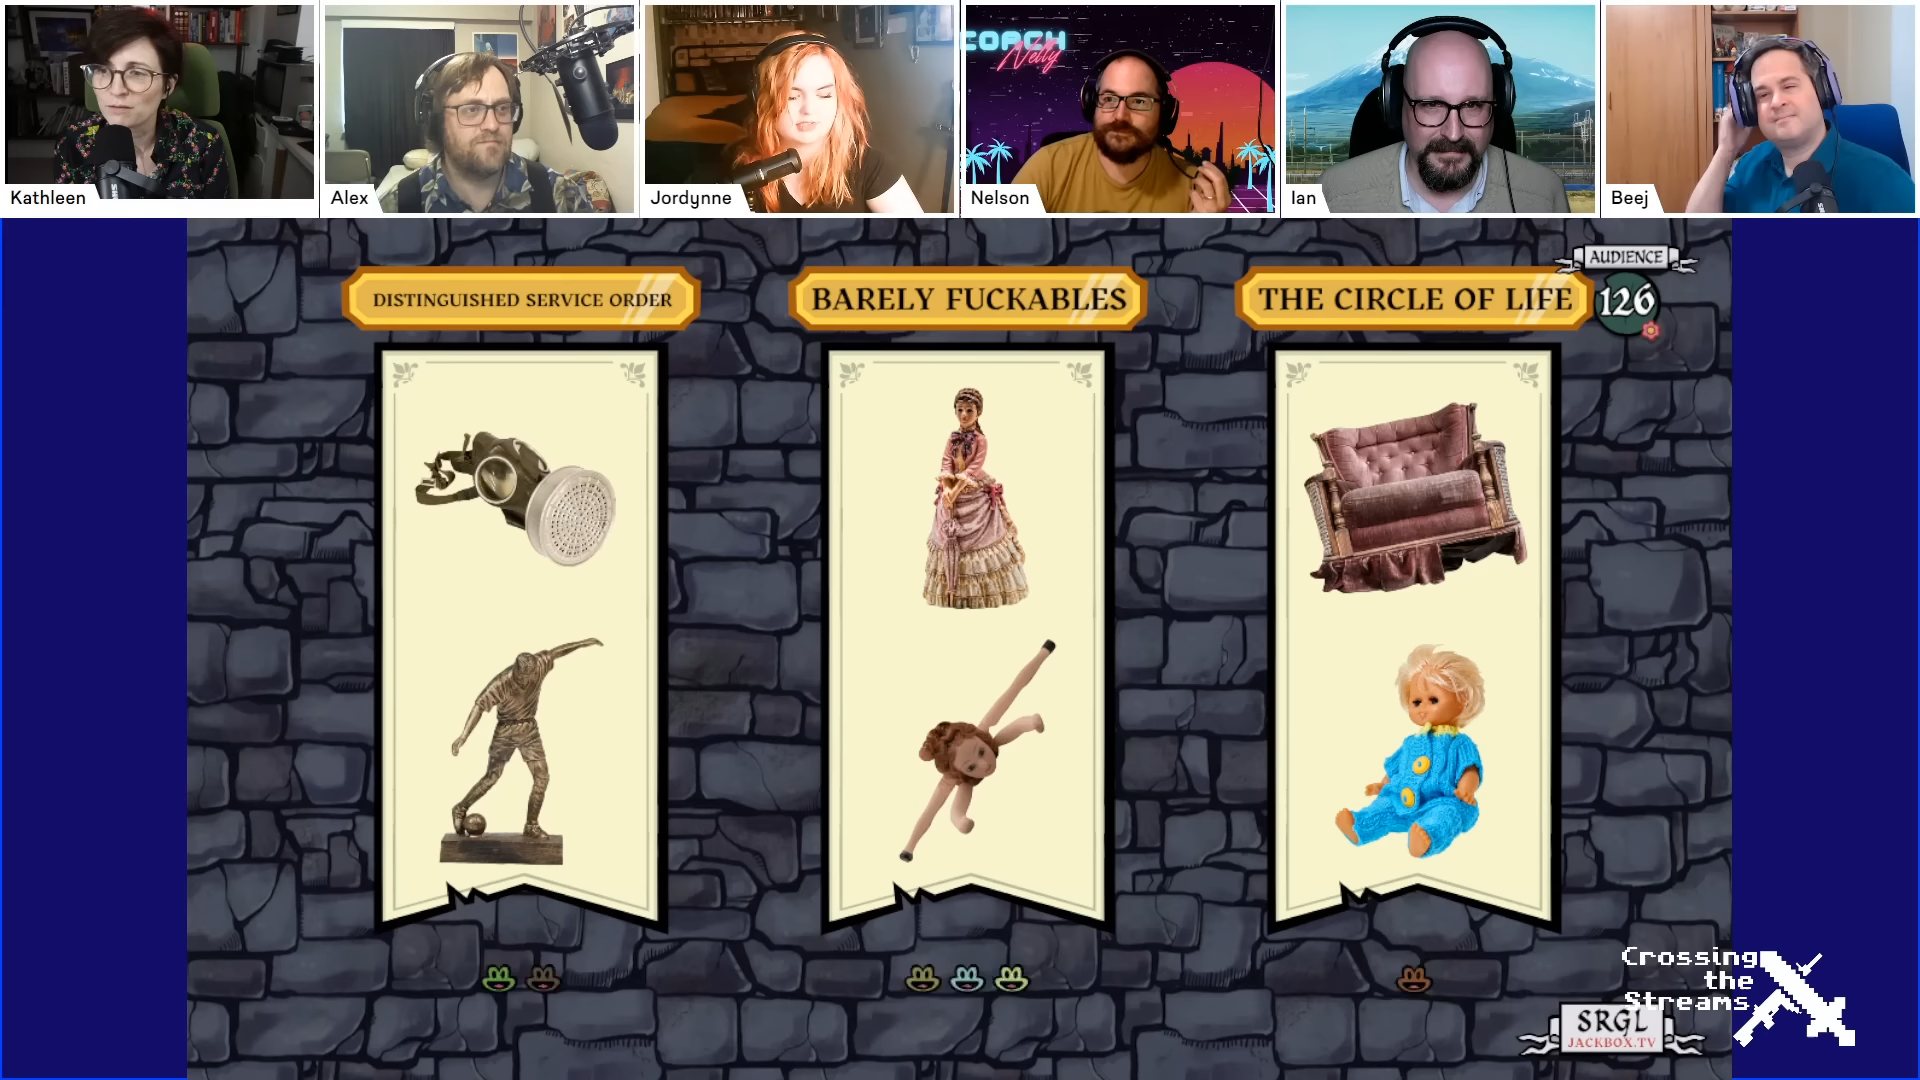 COACH
Nelly
Kathleen
Alex
Jordynne
Nelson
Ian
Beej
AUDIENCE
126
DISTINGUISHED SERVICE ORDER
BARELY FUCKABLES
THE CIRCLE OF LIFE
Crossing
the
Streams
SRGL
JACKBOX.TV